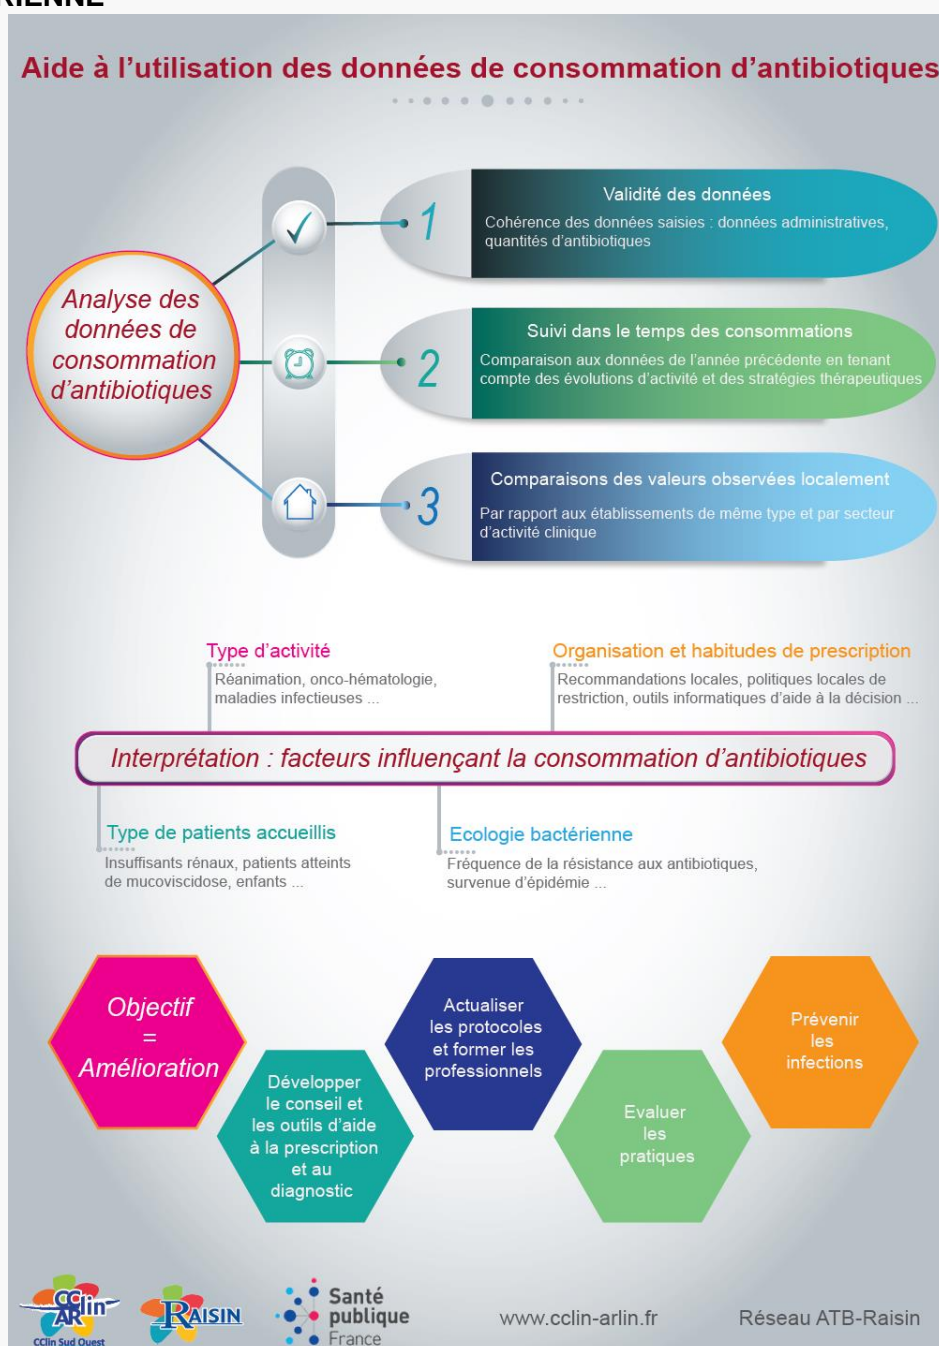 RIENNE
Aide à l'utilisation des données de consommation d'antibiotiques
Analyse des
données de
consommation
d'antibiotiques
1
Validité des données
Cohérence des données saisies : données administratives,
quantités d'antibiotiques
2
Suivi dans le temps des consommations
Comparaison aux données de l'année précédente en tenant
compte des évolutions d'activité et des stratégies thérapeutiques
3
Comparaisons des valeurs observées localement
Par rapport aux établissements de même type et par secteur
d'activité clinique
Type d'activité
Réanimation, onco-hématologie,
maladies infectieuses ...
Organisation et habitudes de prescription
Recommandations locales, politiques locales de
restriction, outils informatiques d'aide à la décision ...
Interprétation : facteurs influençant la consommation d'antibiotiques
Type de patients accueillis
Insuffisants rénaux, patients atteints
de mucoviscidose, enfants ...
Ecologie bactérienne
Fréquence de la résistance aux antibiotiques,
survenue d'épidémie ...
Objectif
=
Amélioration
Développer
le conseil et
les outils d'aide
à la prescription
et au
diagnostic
Actualiser
les protocoles
et former les
professionnels
Evaluer
les
pratiques
Prévenir
les
infections
CClin
ARlin
CClin Sud Ouest
RAISIN
Santé
publique
France
www.cclin-arlin.fr
Réseau ATB-Raisin